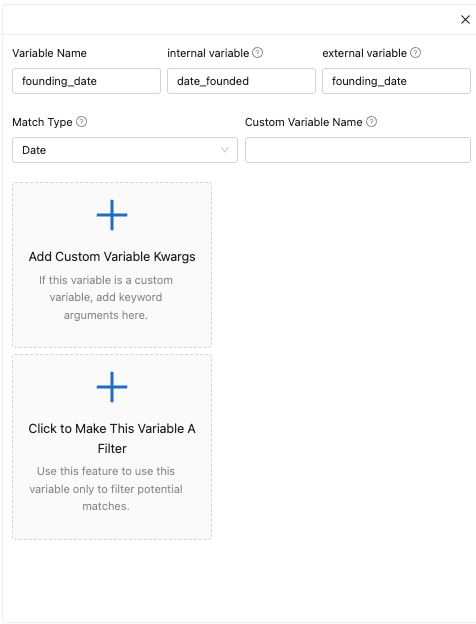 Variable Name internal variable external variable
founding_date date_founded founding_date
Match Type Custom Variable Name
Date
Add Custom Variable Kwargs
If this variable is a custom
variable, add keyword
arguments here.
Click to Make This Variable A
Filter
Use this feature to use this
variable only to filter potential
matches.